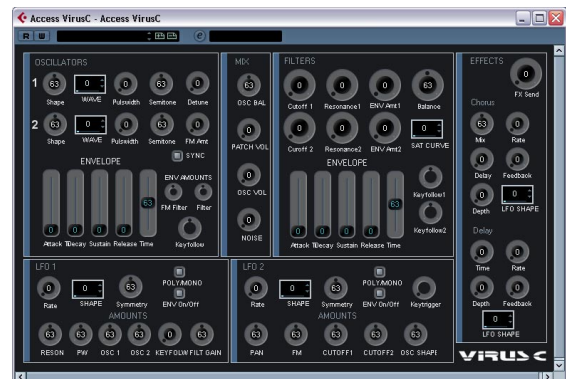 Access VirusC - Access VirusC
R W e
OSCILLATORS
1 63 0 0 63 0
Shape WAVE Pulswidth Semitone Detune
2 63 0 0 63 0
Shape WAVE Pulswidth Semitone FM Amt
SYNC
ENVELOPE
ENV AMOUNTS
FM Filter Filter
0 0 0 0 63
Keyfollow
Attack TDecay Sustain Release Time
MIX
63
OSC BAL
0
PATCH VOL
0
OSC VOL
0
NOISE
FILTERS
0 0 0 63
Cutoff 1 Resonance1 ENV Amt1 Balance
0 0 0 0
Curoff 2 Resonance2 ENV Amt2 SAT CURVE
ENVELOPE
Keyfollow1
0 0 0 0 63
Keyfollow2
Attack TDecay Sustain Release Time
EFFECTS
0
FX Send
Chorus
63 0
Mix Rate
0 0
Delay Feedback
0 0
Depth LFO SHAPE
Delay
0 0
Time Rate
0 0
Depth Feedback
0
LFO SHAPE
LFO 1
0 0 63
Rate SHAPE Symmetry
POLY/MONO
ENV On/Off
AMOUNTS
63 63 63 63 63 63
RESON PW OSC 1 OSC 2 KEYFOLW FILT GAIN
LFO 2
0 0 63
Rate SHAPE Symmetry
POLY/MONO
ENV On/Off Keytrigger
AMOUNTS
63 63 63 63 63
PAN FM CUTOFF1 CUTOFF2 OSC SHAPE
VIRUS C